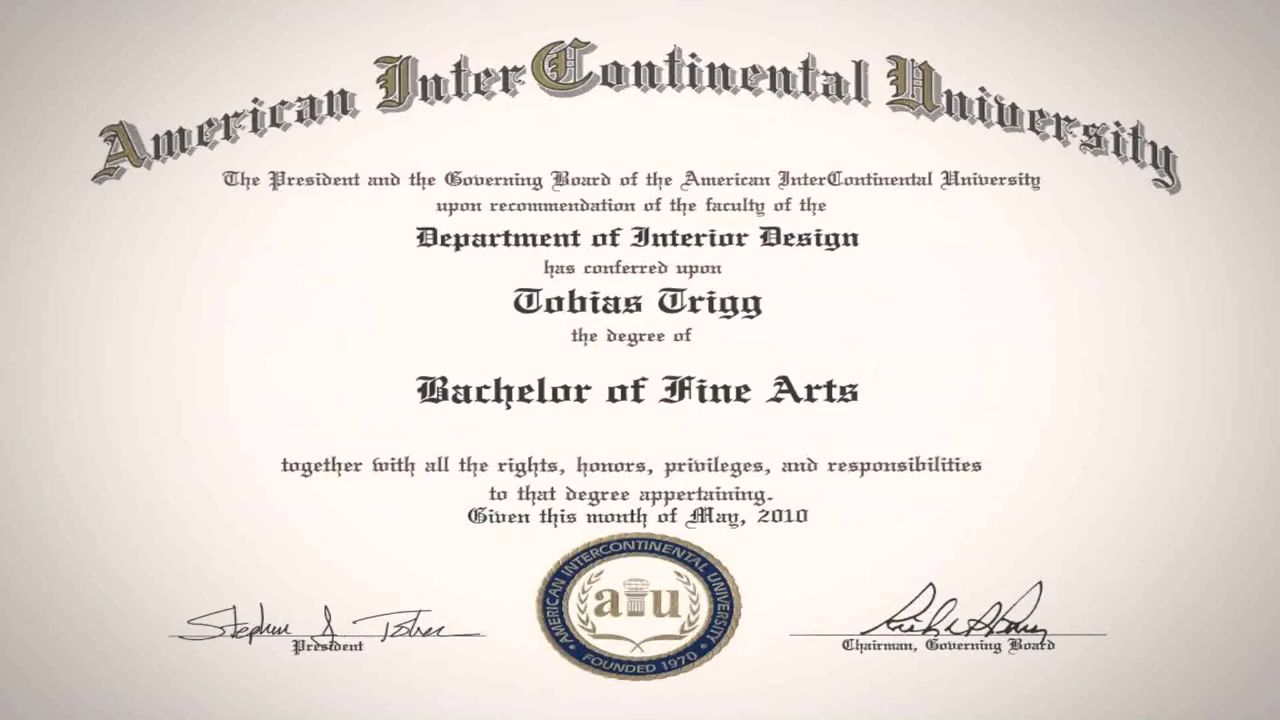 American InterContinental University
The President and the Governing Board of the American InterContinental University
upon recommendation of the faculty of the
Department of Interior Design
has conferred upon
Tobias Trigg
the degree of
Bachelor of Fine Arts
together with all the rights, honors, privileges, and responsibilities
to that degree appertaining.
Given this month of May, 2010
AMERICAN INTERCONTINENTAL UNIVERSITY
aiu
• FOUNDED 1970 •
Stephen J
President
Chairman, Governing Board